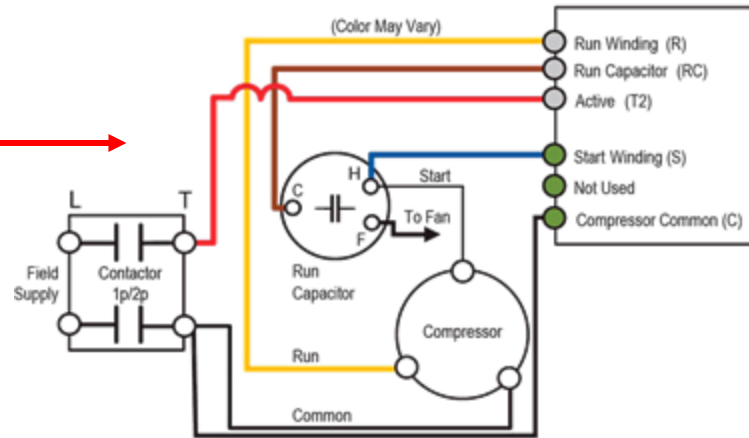 (Color May Vary)
Run Winding (R)
Run Capacitor (RC)
Active (T2)
Start Winding (S)
Not Used
Compressor Common (C)
H
Start
C
To Fan
F
Run
Capacitor
L
T
Field
Supply
Contactor
1p/2p
Compressor
Run
Common